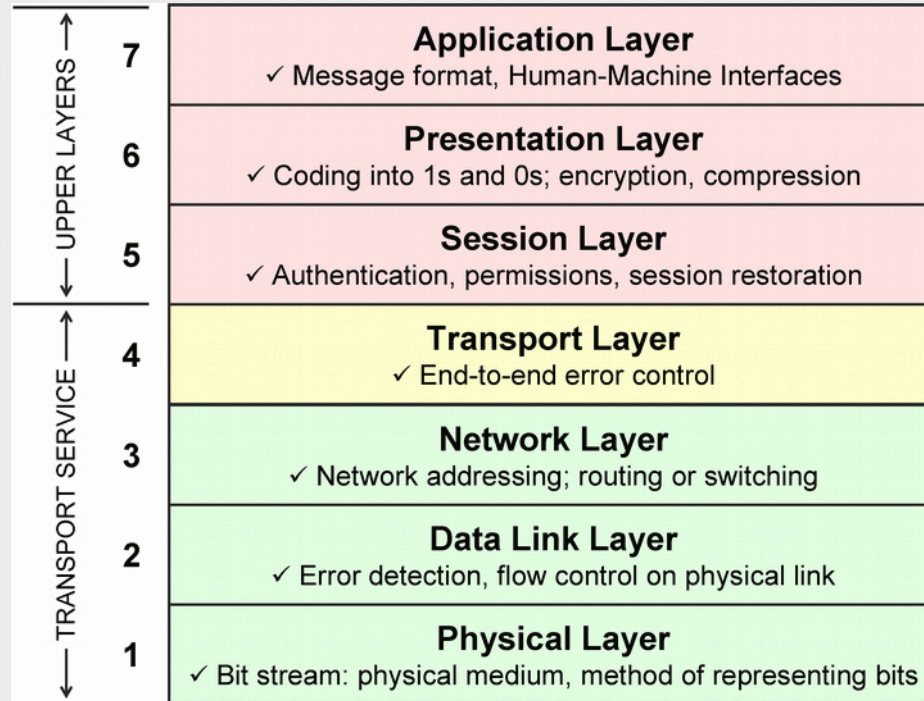 UPPER LAYERS
7
Application Layer
✓ Message format, Human-Machine Interfaces
6
Presentation Layer
✓ Coding into 1s and 0s; encryption, compression
5
Session Layer
✓ Authentication, permissions, session restoration
TRANSPORT SERVICE
4
Transport Layer
✓ End-to-end error control
3
Network Layer
✓ Network addressing; routing or switching
2
Data Link Layer
✓ Error detection, flow control on physical link
1
Physical Layer
✓ Bit stream: physical medium, method of representing bits